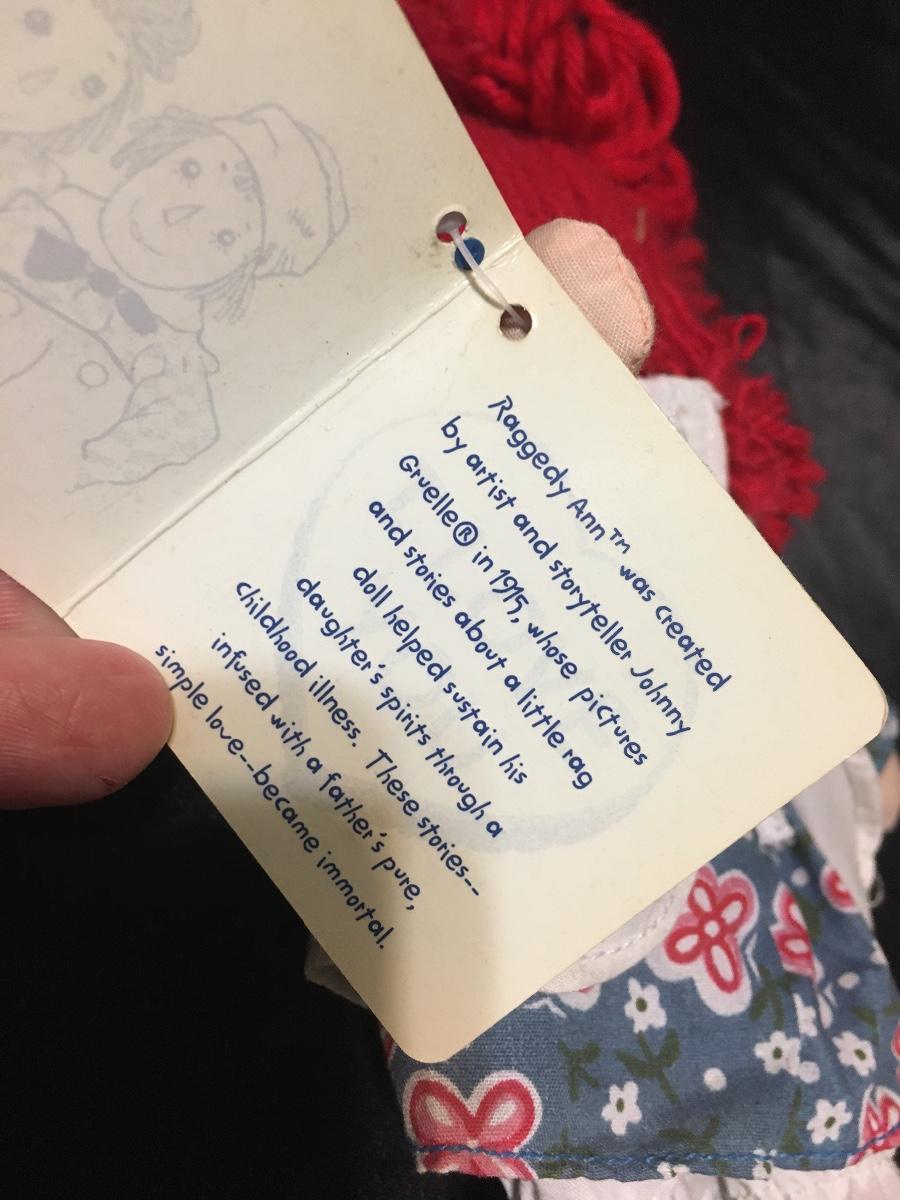 Raggedy Ann™ was created
by artist and storyteller Johnny
Gruelle® in 1915, whose pictures
and stories about a little rag
doll helped sustain his
daughter's spirits through a
childhood illness. These stories--
infused with a father's pure,
simple love--became immortal.
I LOVE
YOU